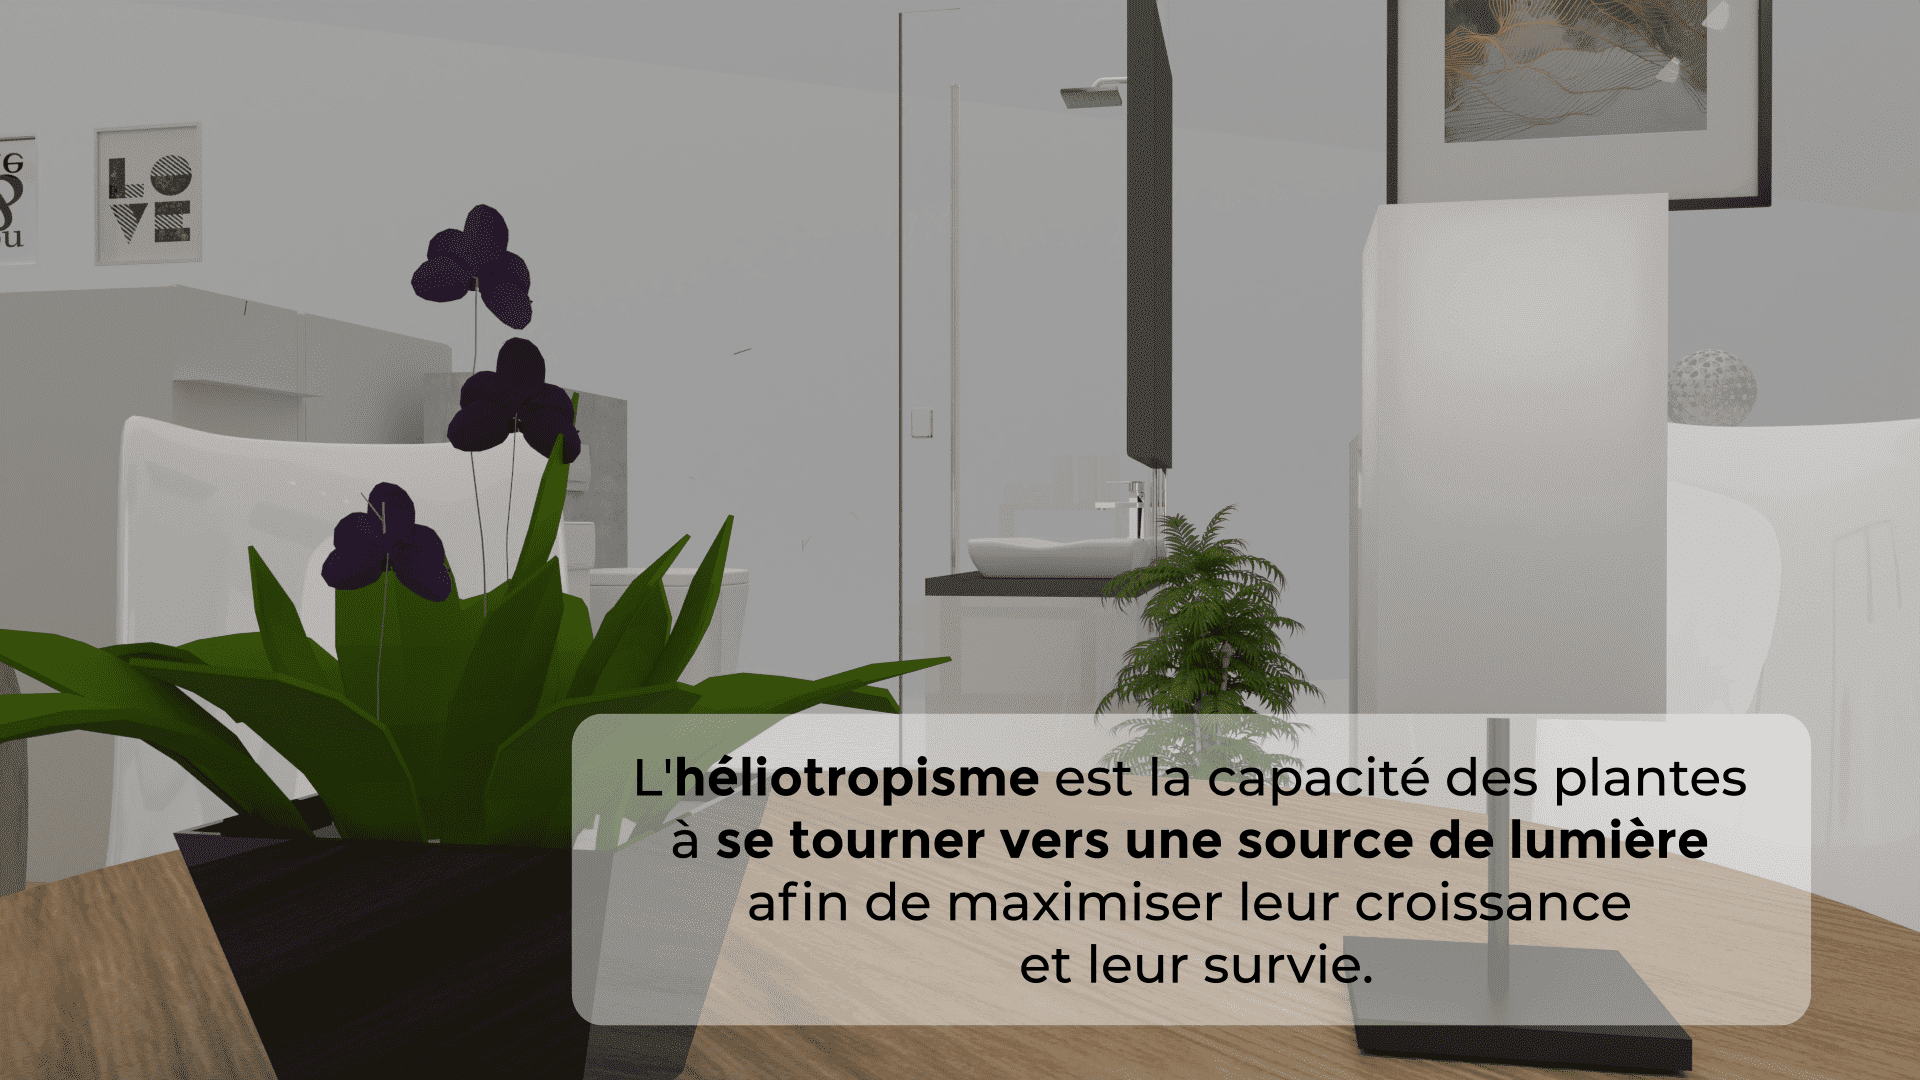 LO
VE
L'héliotropisme est la capacité des plantes
à se tourner vers une source de lumière
afin de maximiser leur croissance
et leur survie.